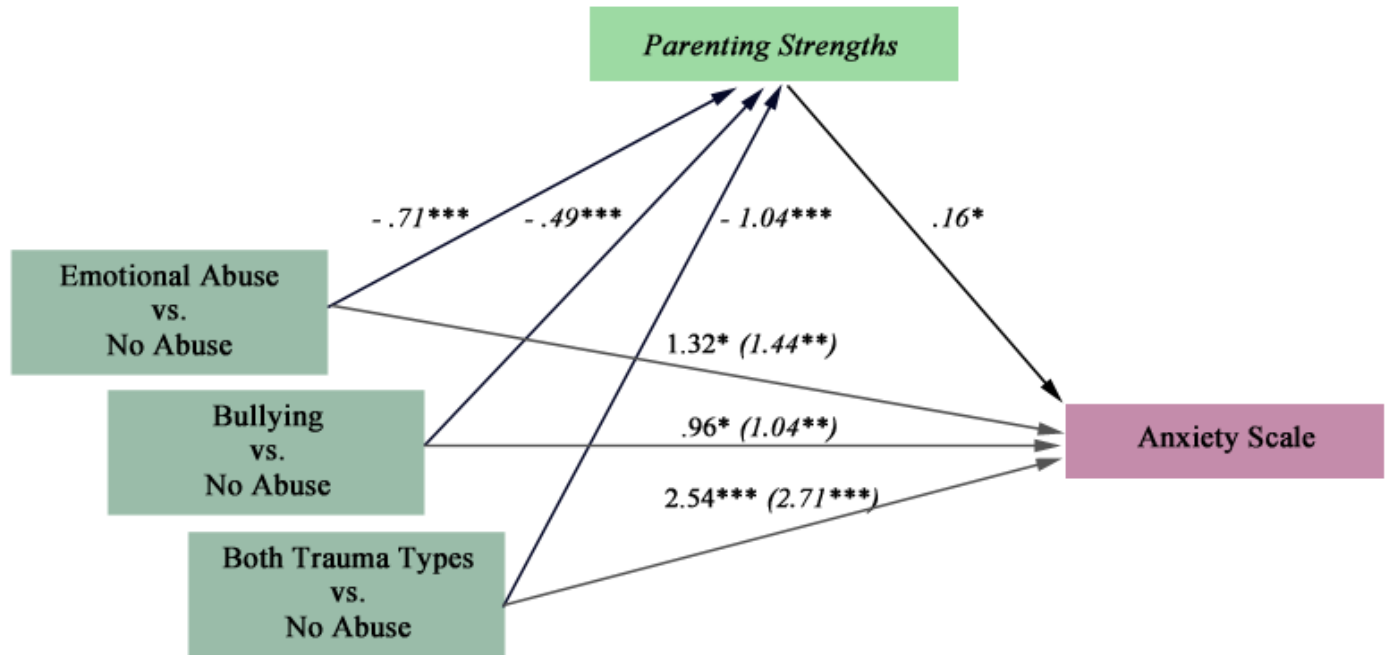 Parenting Strengths
- .71***
- .49***
- 1.04***
.16*
Emotional Abuse
vs.
No Abuse
1.32* (1.44**)
Bullying
vs.
No Abuse
.96* (1.04**)
Anxiety Scale
2.54*** (2.71***)
Both Trauma Types
vs.
No Abuse